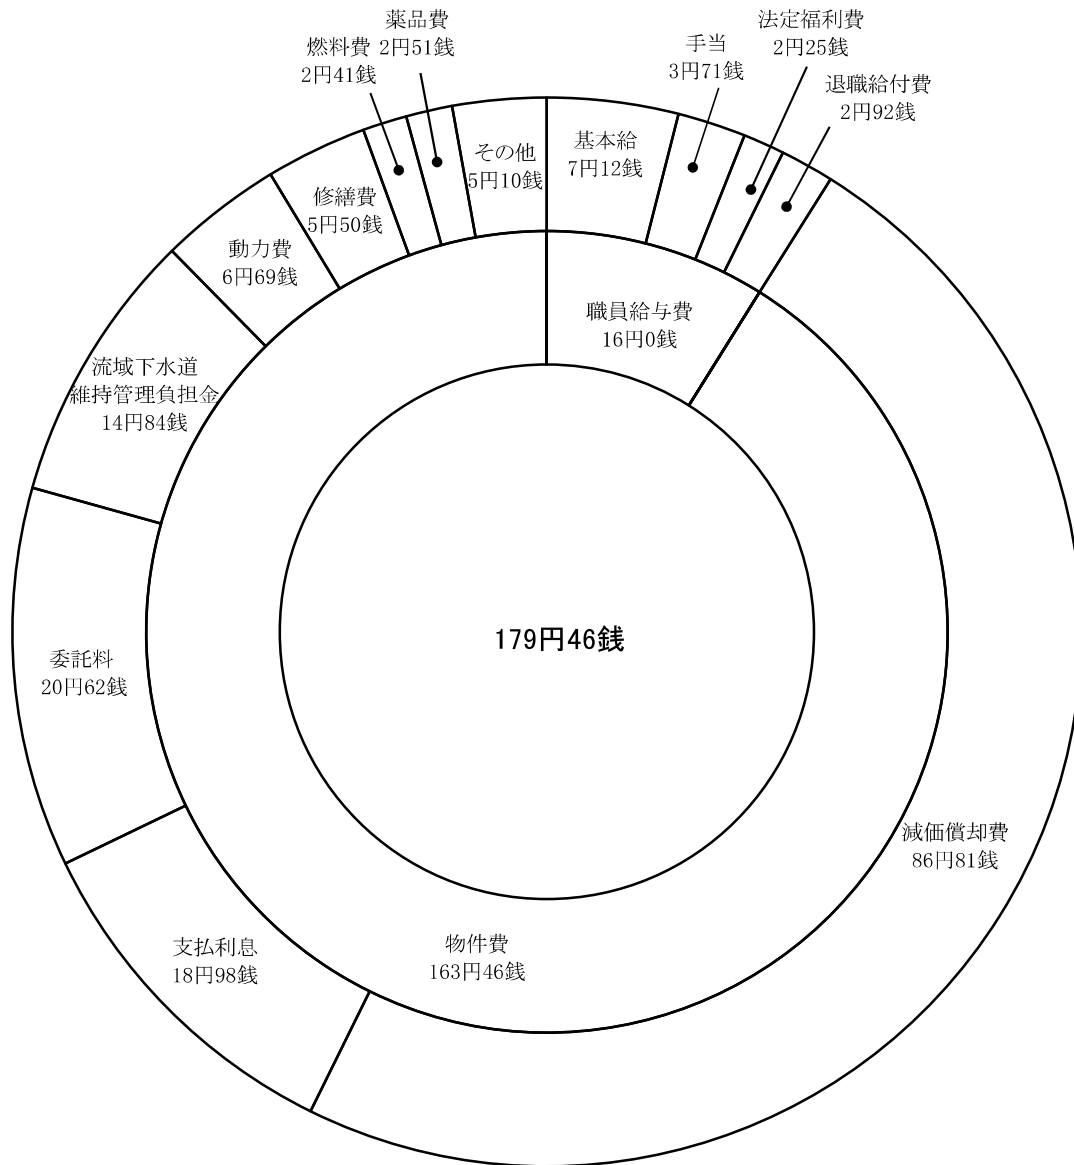 薬品費
2円51銭
燃料費
2円41銭
手当
3円71銭
法定福利費
2円25銭
退職給付費
2円92銭
その他
5円10銭
基本給
7円12銭
修繕費
5円50銭
動力費
6円69銭
職員給与費
16円0銭
流域下水道
維持管理負担金
14円84銭
179円46銭
委託料
20円62銭
減価償却費
86円81銭
支払利息
18円98銭
物件費
163円46銭